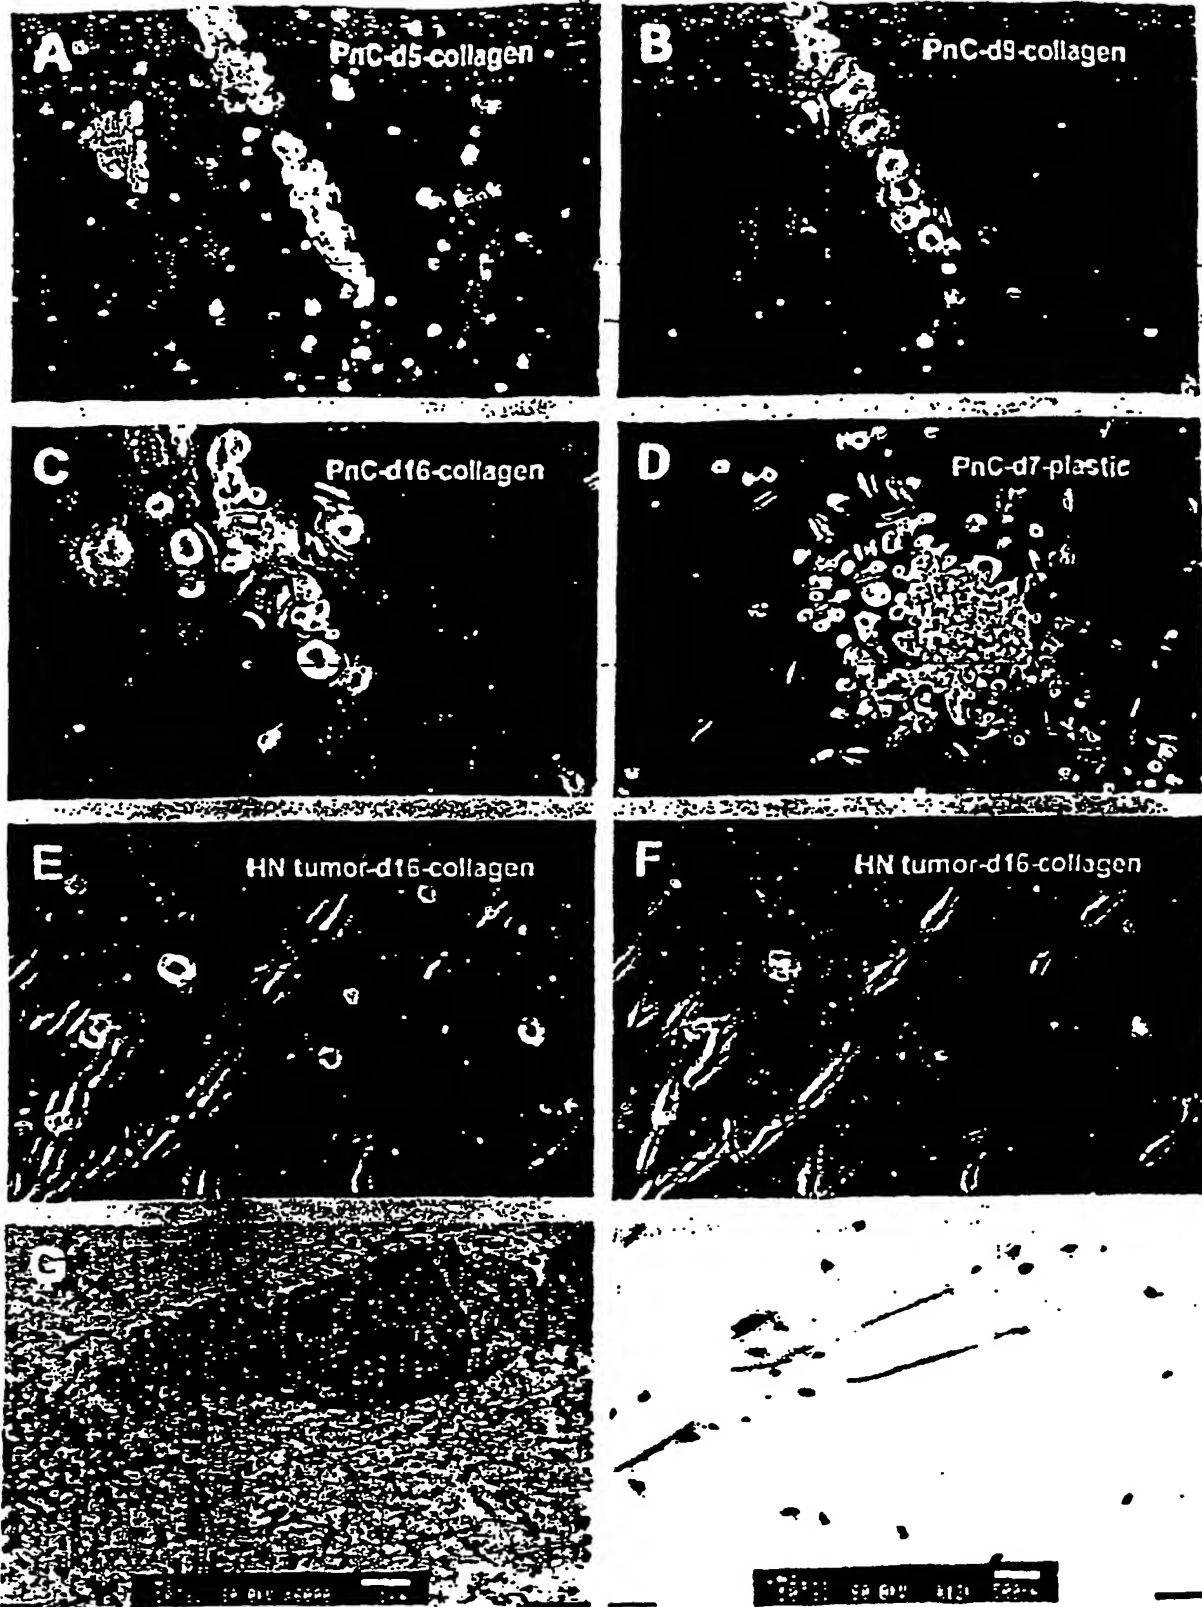 A
PnC-d5-collagen
B
PnC-d9-collagen
C
PnC-d16-collagen
D
PnC-d7-plastic
E
HN tumor-d16-collagen
F
HN tumor-d16-collagen
G